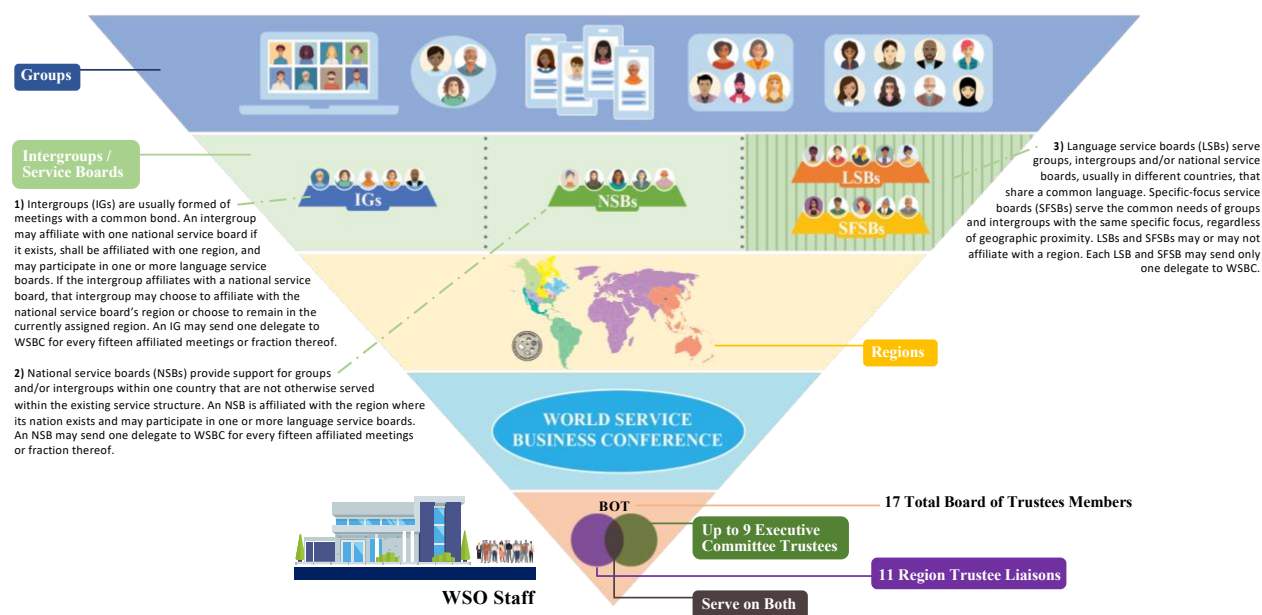 Groups
Intergroups /
Service Boards
IGs
NSBs
LSBs
SFSBs
1) Intergroups (IGs) are usually formed of
meetings with a common bond. An intergroup
may affiliate with one national service board if
it exists, shall be affiliated with one region, and
may participate in one or more language service
boards. If the intergroup affiliates with a national service
board, that intergroup may choose to affiliate with the
national service board's region or choose to remain in the
currently assigned region. An IG may send one delegate to
WSBC for every fifteen affiliated meetings or fraction thereof.
2) National service boards (NSBs) provide support for groups
and/or intergroups within one country that are not otherwise served
within the existing service structure. An NSB is affiliated with the region where
its nation exists and may participate in one or more language service boards.
An NSB may send one delegate to WSBC for every fifteen affiliated meetings
or fraction thereof.
3) Language service boards (LSBs) serve
groups, intergroups and/or national service
boards, usually in different countries, that
share a common language. Specific-focus service
boards (SFSBs) serve the common needs of groups
and intergroups with the same specific focus, regardless
of geographic proximity. LSBs and SFSBs may or may not
affiliate with a region. Each LSB and SFSB may send only
one delegate to WSBC.
Regions
WORLD SERVICE
BUSINESS CONFERENCE
BOT
17 Total Board of Trustees Members
Up to 9 Executive
Committee Trustees
11 Region Trustee Liaisons
Serve on Both
WSO Staff